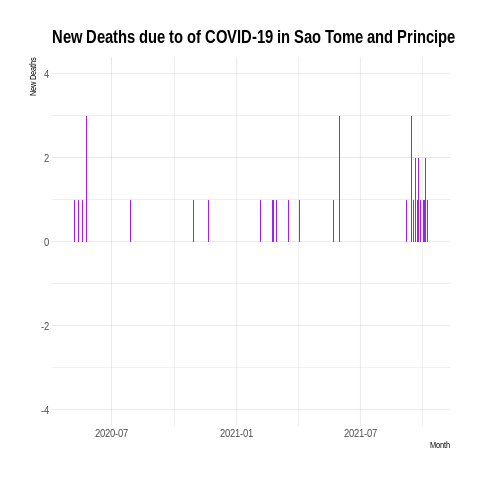 New Deaths due to of COVID-19 in Sao Tome and Principe
New Deaths
4
2
0
-2
-4
2020-07 2021-01 2021-07
Month